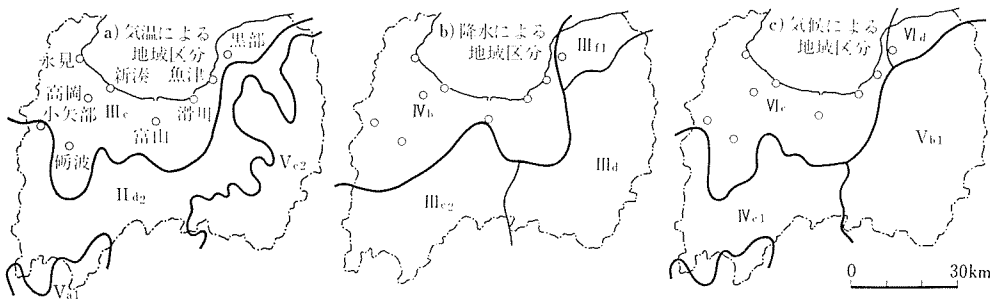 a)気温による
地域区分
氷見
黒部
新湊 魚津
高岡
小矢部
IIIc
滑川
富山
砺波
IId2
Vc2
Va1
b)降水による
地域区分
IIIf1
IVb
IIId
IIIe2
c)気候による
地域区分
VId
VIc
Vb1
IVc1
0 30km